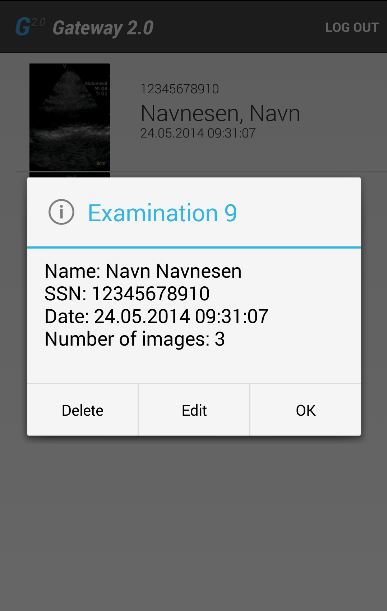 G2.0 Gateway 2.0
LOG OUT
12345678910
Navnesen, Navn
24.05.2014 09:31:07
Examination 9
Name: Navn Navnesen
SSN: 12345678910
Date: 24.05.2014 09:31:07
Number of images: 3
Delete
Edit
OK